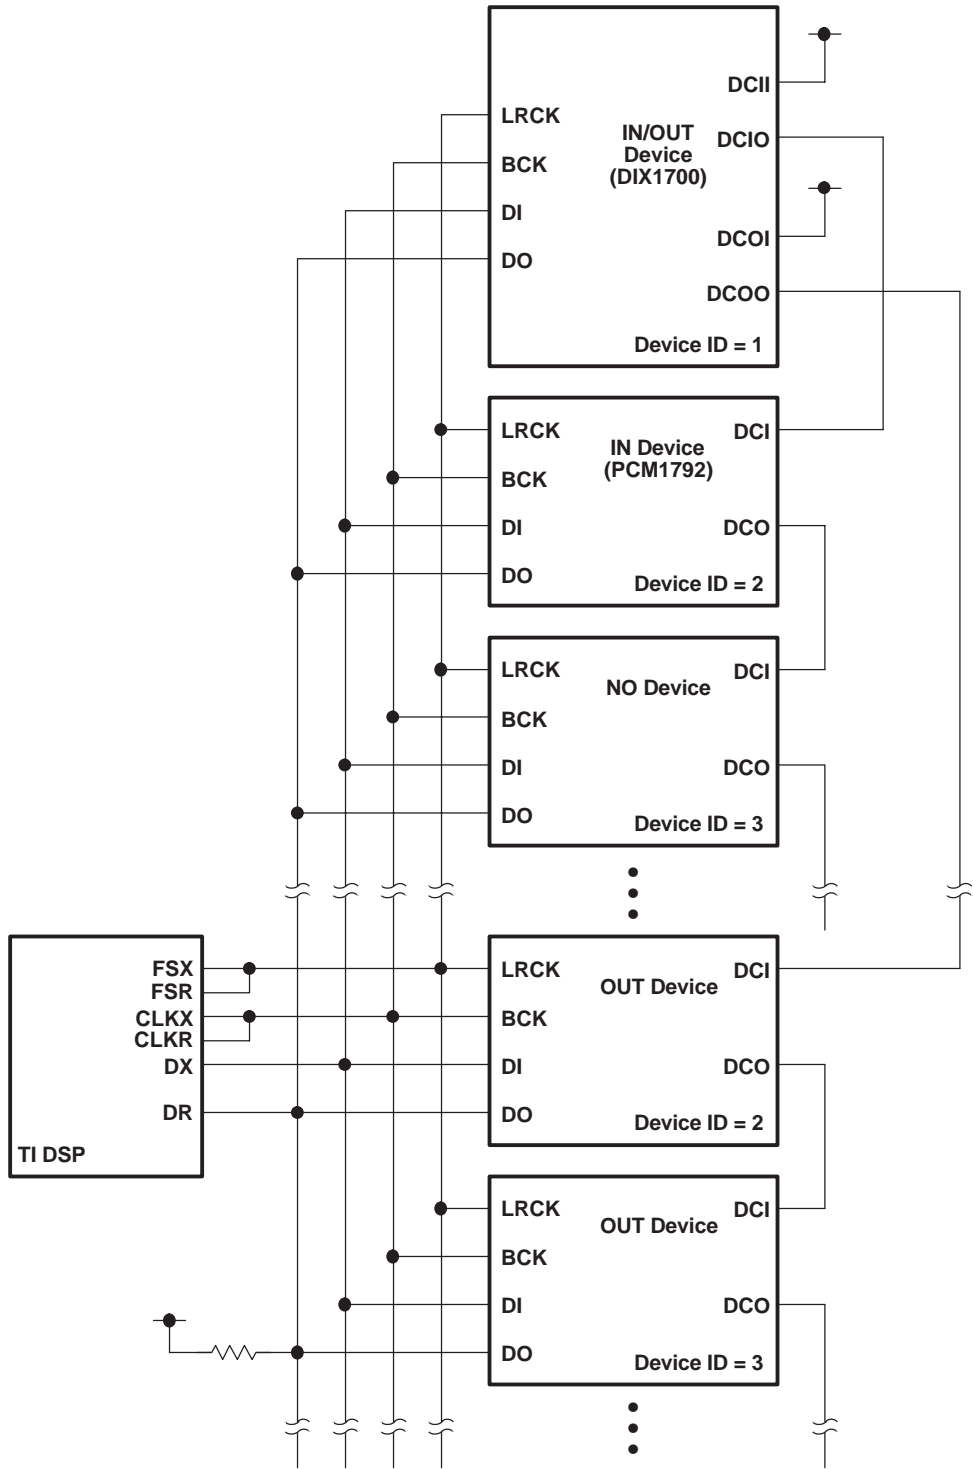 DCII
LRCK
IN/OUT
Device
(DIX1700)
DCIO
BCK
DI
DCOI
DO
DCOO
Device ID = 1
LRCK
DCI
IN Device
(PCM1792)
BCK
DI
DCO
DO
Device ID = 2
LRCK
DCI
NO Device
BCK
DI
DCO
DO
Device ID = 3
FSX
FSR
CLKX
CLKR
DX
DR
TI DSP
LRCK
DCI
OUT Device
BCK
DI
DCO
DO
Device ID = 2
LRCK
DCI
OUT Device
BCK
DI
DCO
DO
Device ID = 3